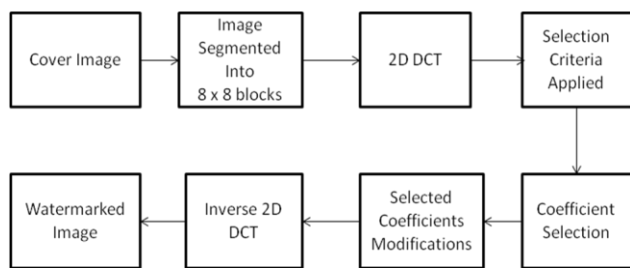 Cover Image
Image
Segmented
Into
8 x 8 blocks
2D DCT
Selection
Criteria
Applied
Watermarked
Image
Inverse 2D
DCT
Selected
Coefficients
Modifications
Coefficient
Selection